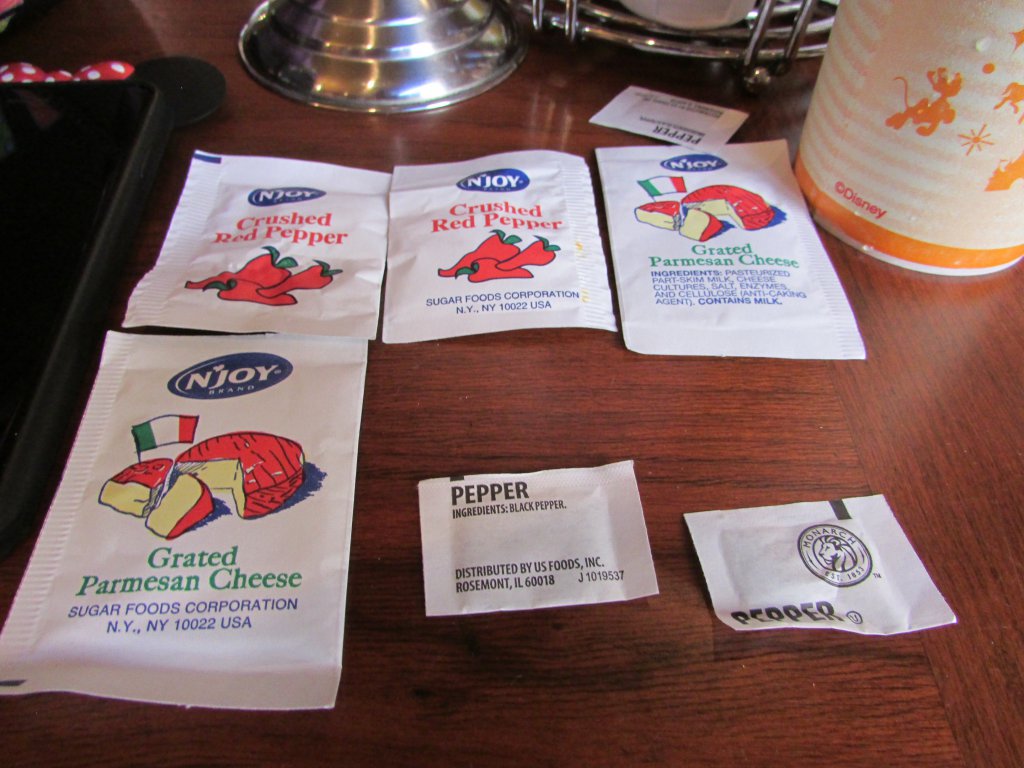 PEPPER
N'JOY
Crushed
Red Pepper
N'JOY
BRAND
Crushed
Red Pepper
SUGAR FOODS CORPORATION
N.Y., NY 10022 USA
N'JOY
Grated
Parmesan Cheese
INGREDIENTS: PASTEURIZED
PART-SKIM MILK, CHEESE
CULTURES, SALT, ENZYMES,
AND CELLULOSE (ANTI-CAKING
AGENT). CONTAINS MILK.
©Disney
N'JOY®
BRAND
Grated
Parmesan Cheese
SUGAR FOODS CORPORATION
N.Y., NY 10022 USA
PEPPER
INGREDIENTS: BLACK PEPPER.
DISTRIBUTED BY US FOODS, INC.
ROSEMONT, IL 60018 J 1019537
MONARCH
EST. 1853
TM
PEPPER U